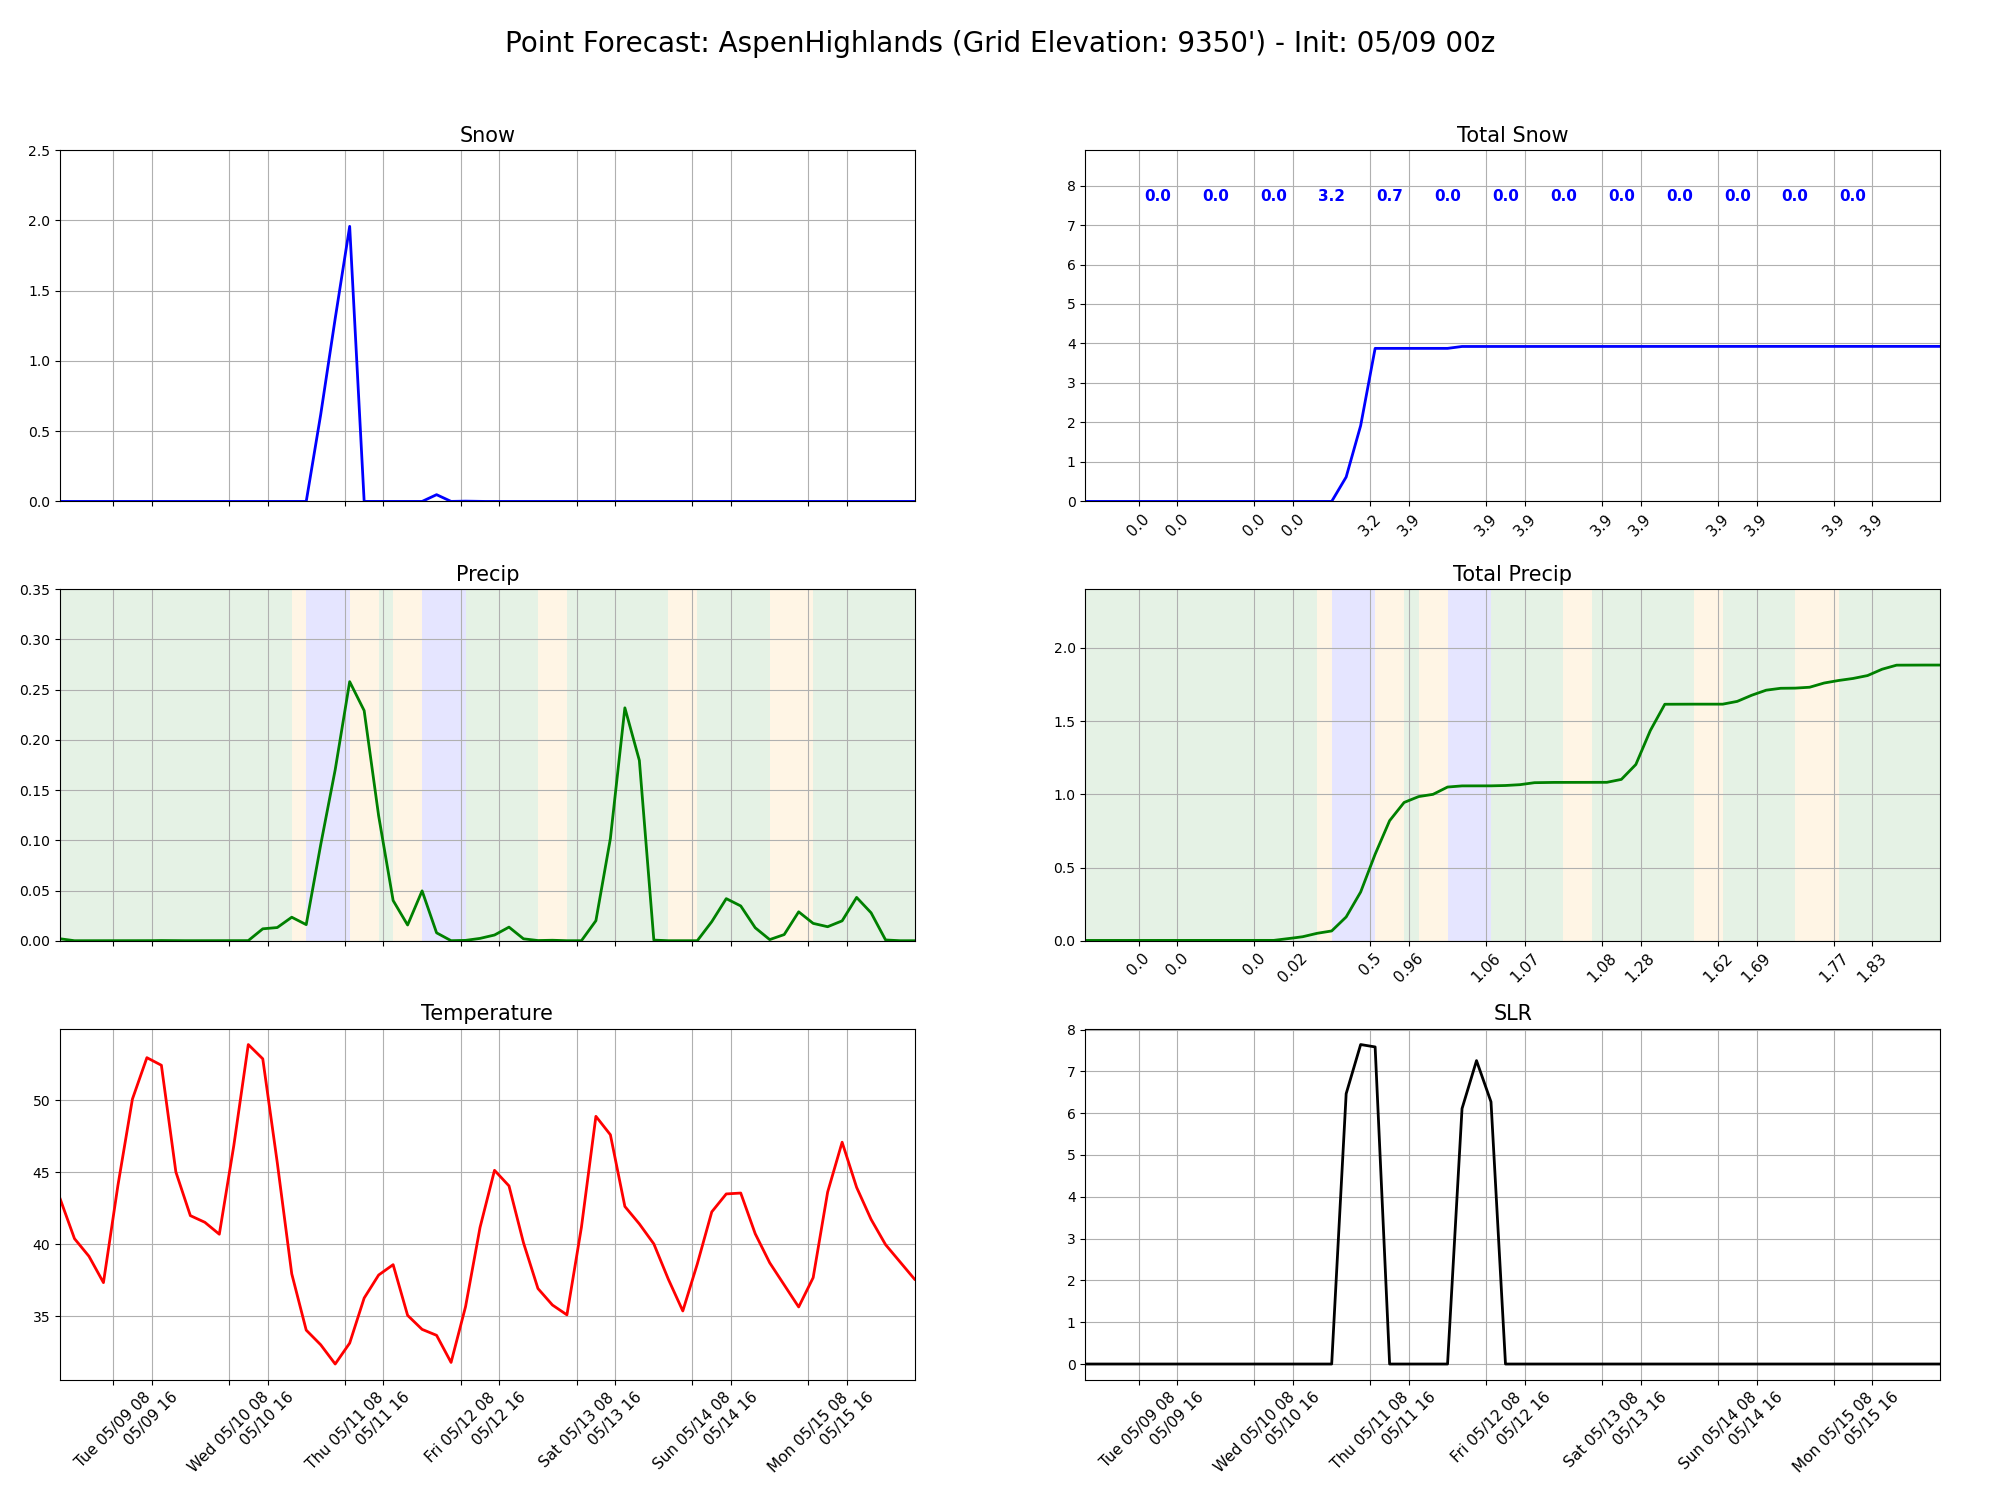 Point Forecast: AspenHighlands (Grid Elevation: 9350') - Init: 05/09 00z
Snow
2.5
2.0
1.5
1.0
0.5
0.0
Total Snow
8
7
6
5
4
3
2
1
0
0.0 0.0 0.0 3.2 0.7 0.0 0.0 0.0 0.0 0.0 0.0 0.0 0.0
0.0 0.0 0.0 0.0 3.2 3.9 3.9 3.9 3.9 3.9 3.9 3.9 3.9 3.9
Precip
0.35
0.30
0.25
0.20
0.15
0.10
0.05
0.00
Total Precip
2.0
1.5
1.0
0.5
0.0
0.0 0.0 0.0 0.02 0.5 0.96 1.06 1.07 1.08 1.28 1.62 1.69 1.77 1.83
Temperature
50
45
40
35
Tue 05/09 08
05/09 16
Wed 05/10 08
05/10 16
Thu 05/11 08
05/11 16
Fri 05/12 08
05/12 16
Sat 05/13 08
05/13 16
Sun 05/14 08
05/14 16
Mon 05/15 08
05/15 16
SLR
8
7
6
5
4
3
2
1
0
Tue 05/09 08
05/09 16
Wed 05/10 08
05/10 16
Thu 05/11 08
05/11 16
Fri 05/12 08
05/12 16
Sat 05/13 08
05/13 16
Sun 05/14 08
05/14 16
Mon 05/15 08
05/15 16